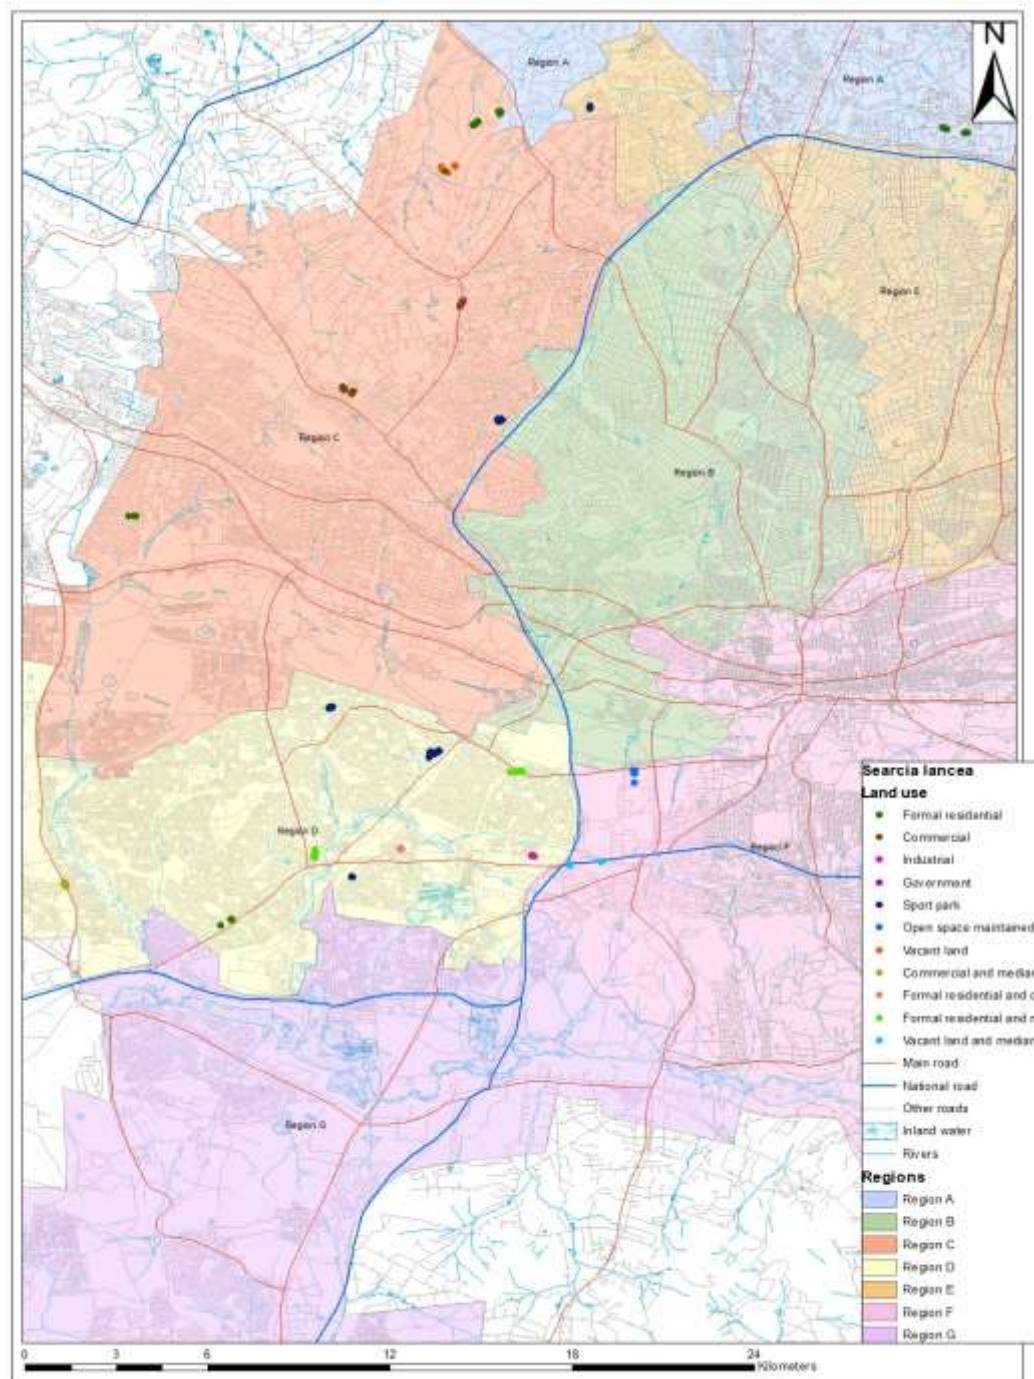 N
Region A
Region A
Region E
Region C
Region B
Region D
Region F
Region G
Searcia lancea
Land use
Formal residential
Commercial
Industrial
Government
Sport park
Open space maintained
Vacant land
Commercial and median
Formal residential and
Formal residential and
Vacant land and median
Main road
National road
Other roads
Inland water
Rivers
Regions
Region A
Region B
Region C
Region D
Region E
Region F
Region G
0 3 6 12 18 24
Kilometers